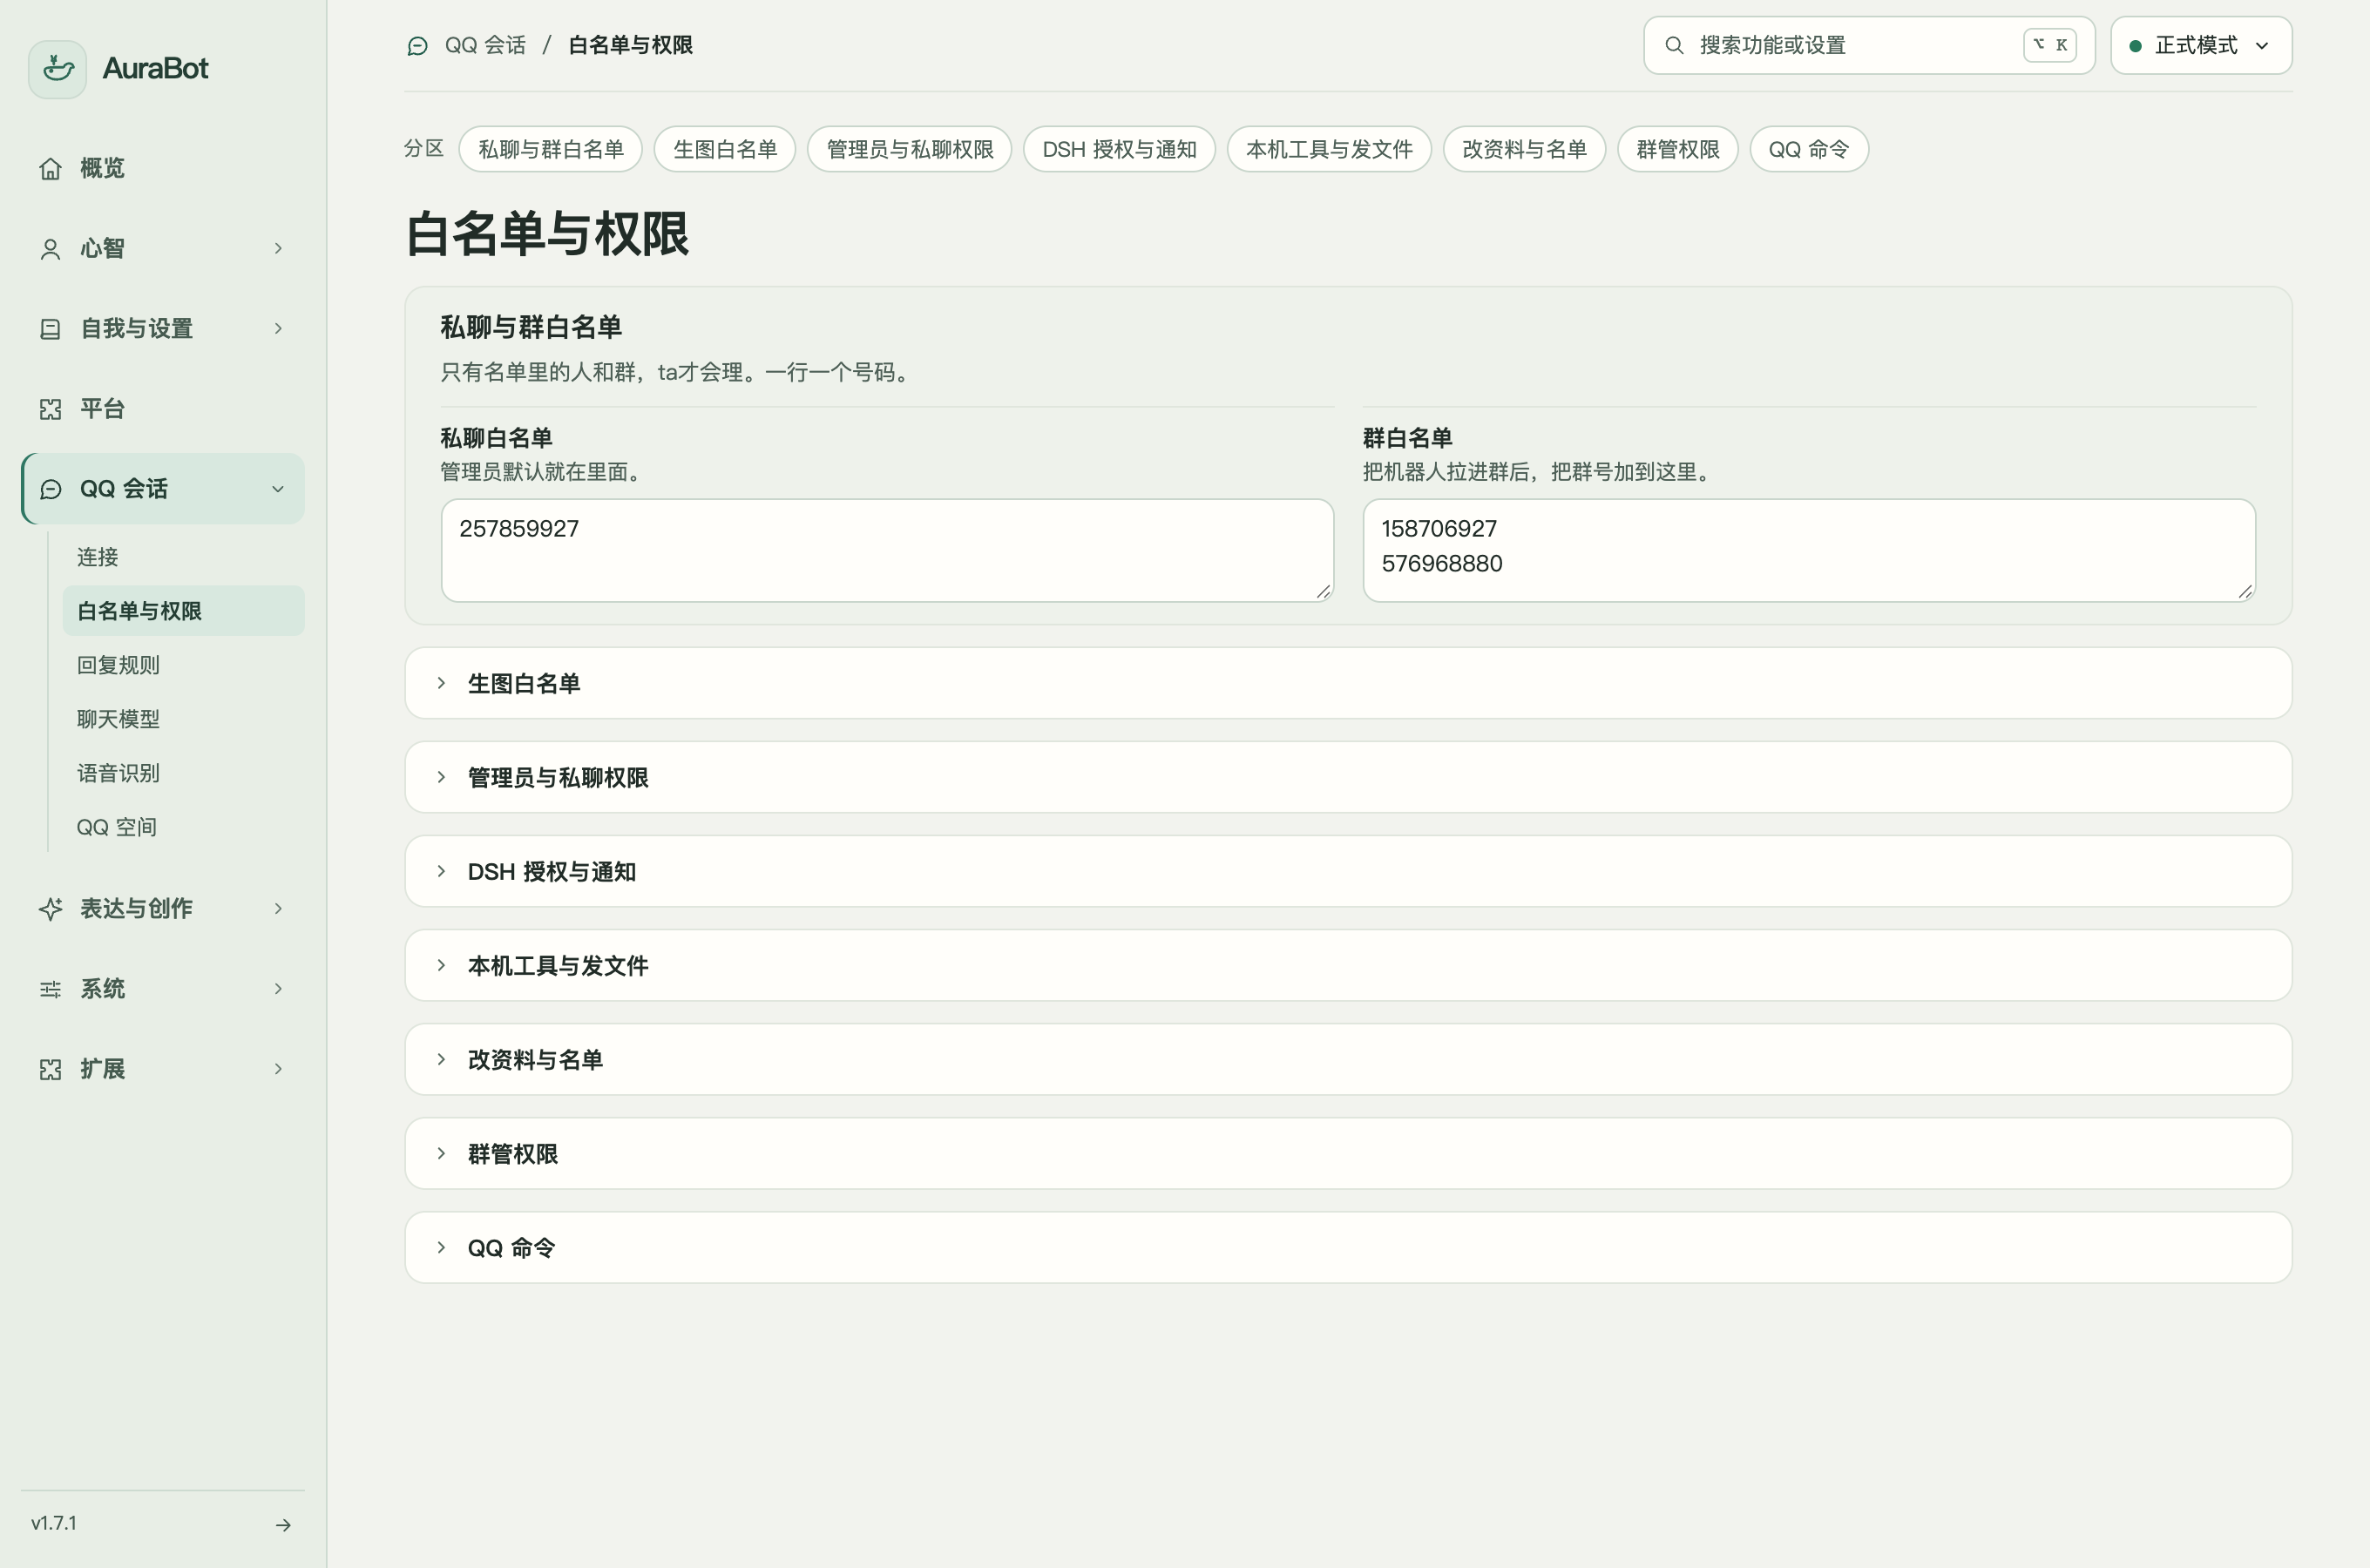 AuraBot
概览
心智
自我与设置
平台
QQ 会话
连接
白名单与权限
回复规则
聊天模型
语音识别
QQ 空间
表达与创作
系统
扩展
v1.7.1
QQ 会话 / 白名单与权限
搜索功能或设置 ⌥ K
正式模式
分区 私聊与群白名单 生图白名单 管理员与私聊权限 DSH 授权与通知 本机工具与发文件 改资料与名单 群管权限 QQ 命令
白名单与权限
私聊与群白名单
只有名单里的人和群，ta才会理。一行一个号码。
私聊白名单
管理员默认就在里面。
257859927
群白名单
把机器人拉进群后，把群号加到这里。
158706927
576968880
生图白名单
管理员与私聊权限
DSH 授权与通知
本机工具与发文件
改资料与名单
群管权限
QQ 命令